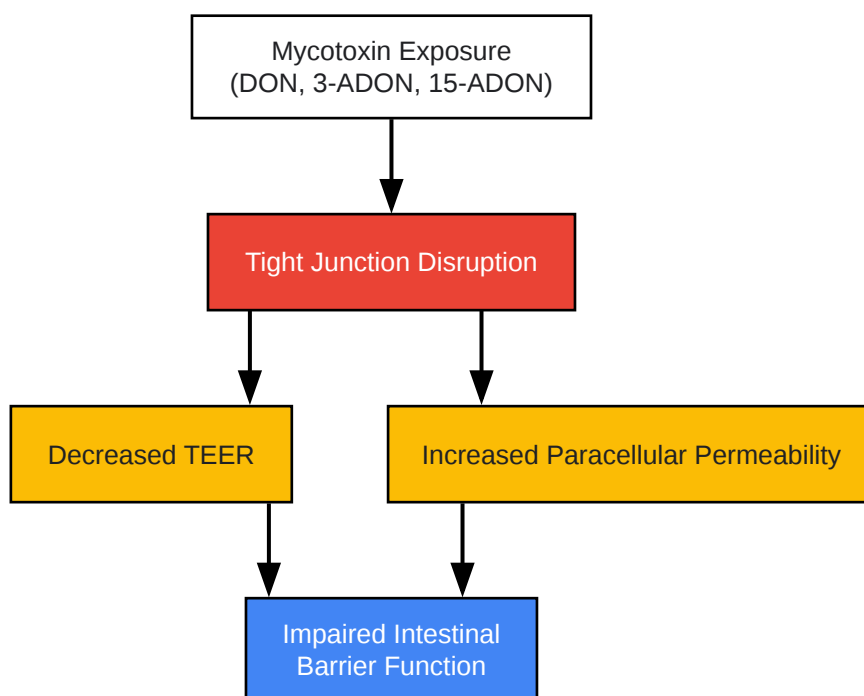 Mycotoxin Exposure
(DON, 3-ADON, 15-ADON)
Tight Junction Disruption
Decreased TEER
Increased Paracellular Permeability
Impaired Intestinal
Barrier Function